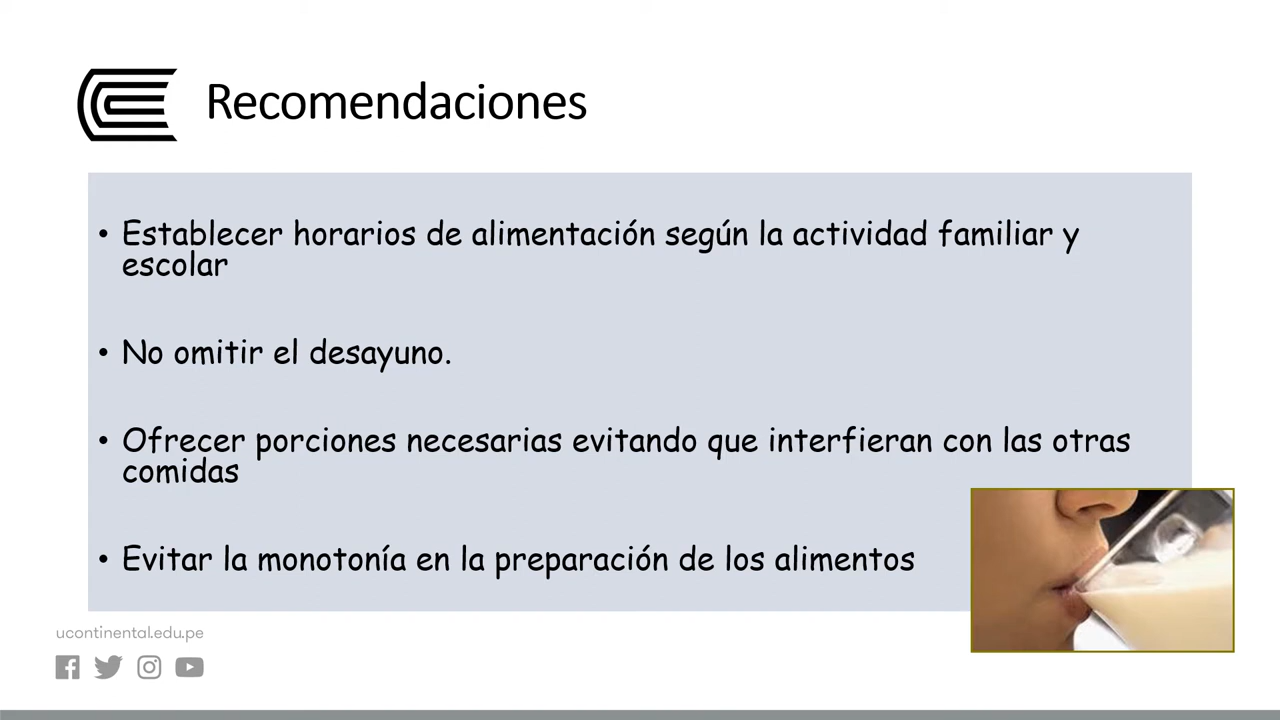 Recomendaciones
• Establecer horarios de alimentación según la actividad familiar y
escolar
• No omitir el desayuno.
• Ofrecer porciones necesarias evitando que interfieran con las otras
comidas
• Evitar la monotonía en la preparación de los alimentos
ucontinental.edu.pe